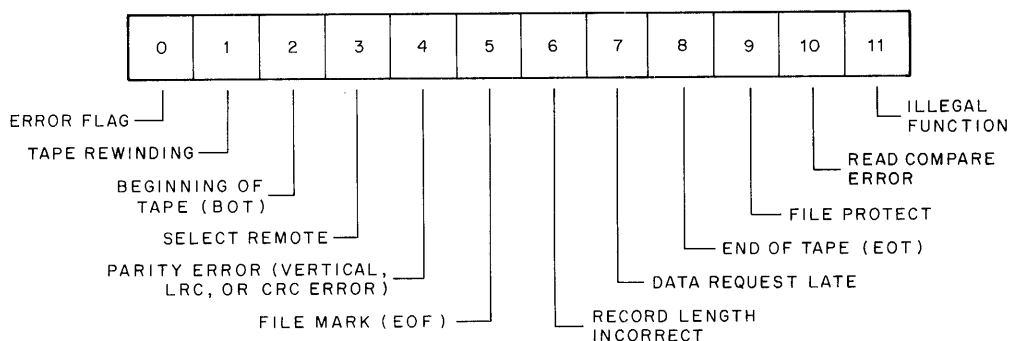 0 1 2 3 4 5 6 7 8 9 10 11
ERROR FLAG
TAPE REWINDING
BEGINNING OF
TAPE (BOT)
SELECT REMOTE
PARITY ERROR (VERTICAL,
LRC, OR CRC ERROR)
FILE MARK (EOF)
RECORD LENGTH
INCORRECT
DATA REQUEST LATE
END OF TAPE (EOT)
FILE PROTECT
READ COMPARE
ERROR
ILLEGAL
FUNCTION